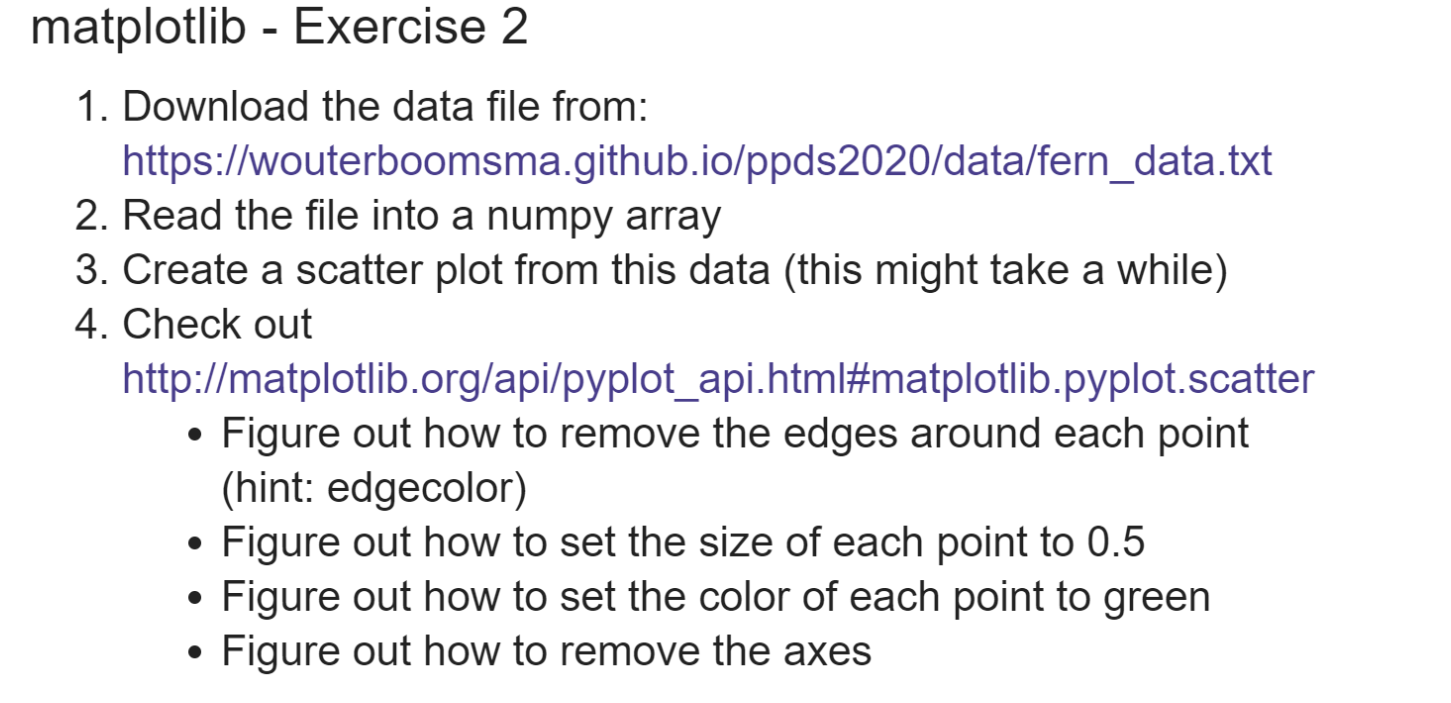 matplotlib - Exercise 2
1. Download the data file from:
https://wouterboomsma.github.io/ppds2020/data/fern_data.txt
2. Read the file into a numpy array
3. Create a scatter plot from this data (this might take a while)
4. Check out
http://matplotlib.org/api/pyplot_api.html#matplotlib.pyplot.scatter
• Figure out how to remove the edges around each point
(hint: edgecolor)
• Figure out how to set the size of each point to 0.5
• Figure out how to set the color of each point to green
• Figure out how to remove the axes